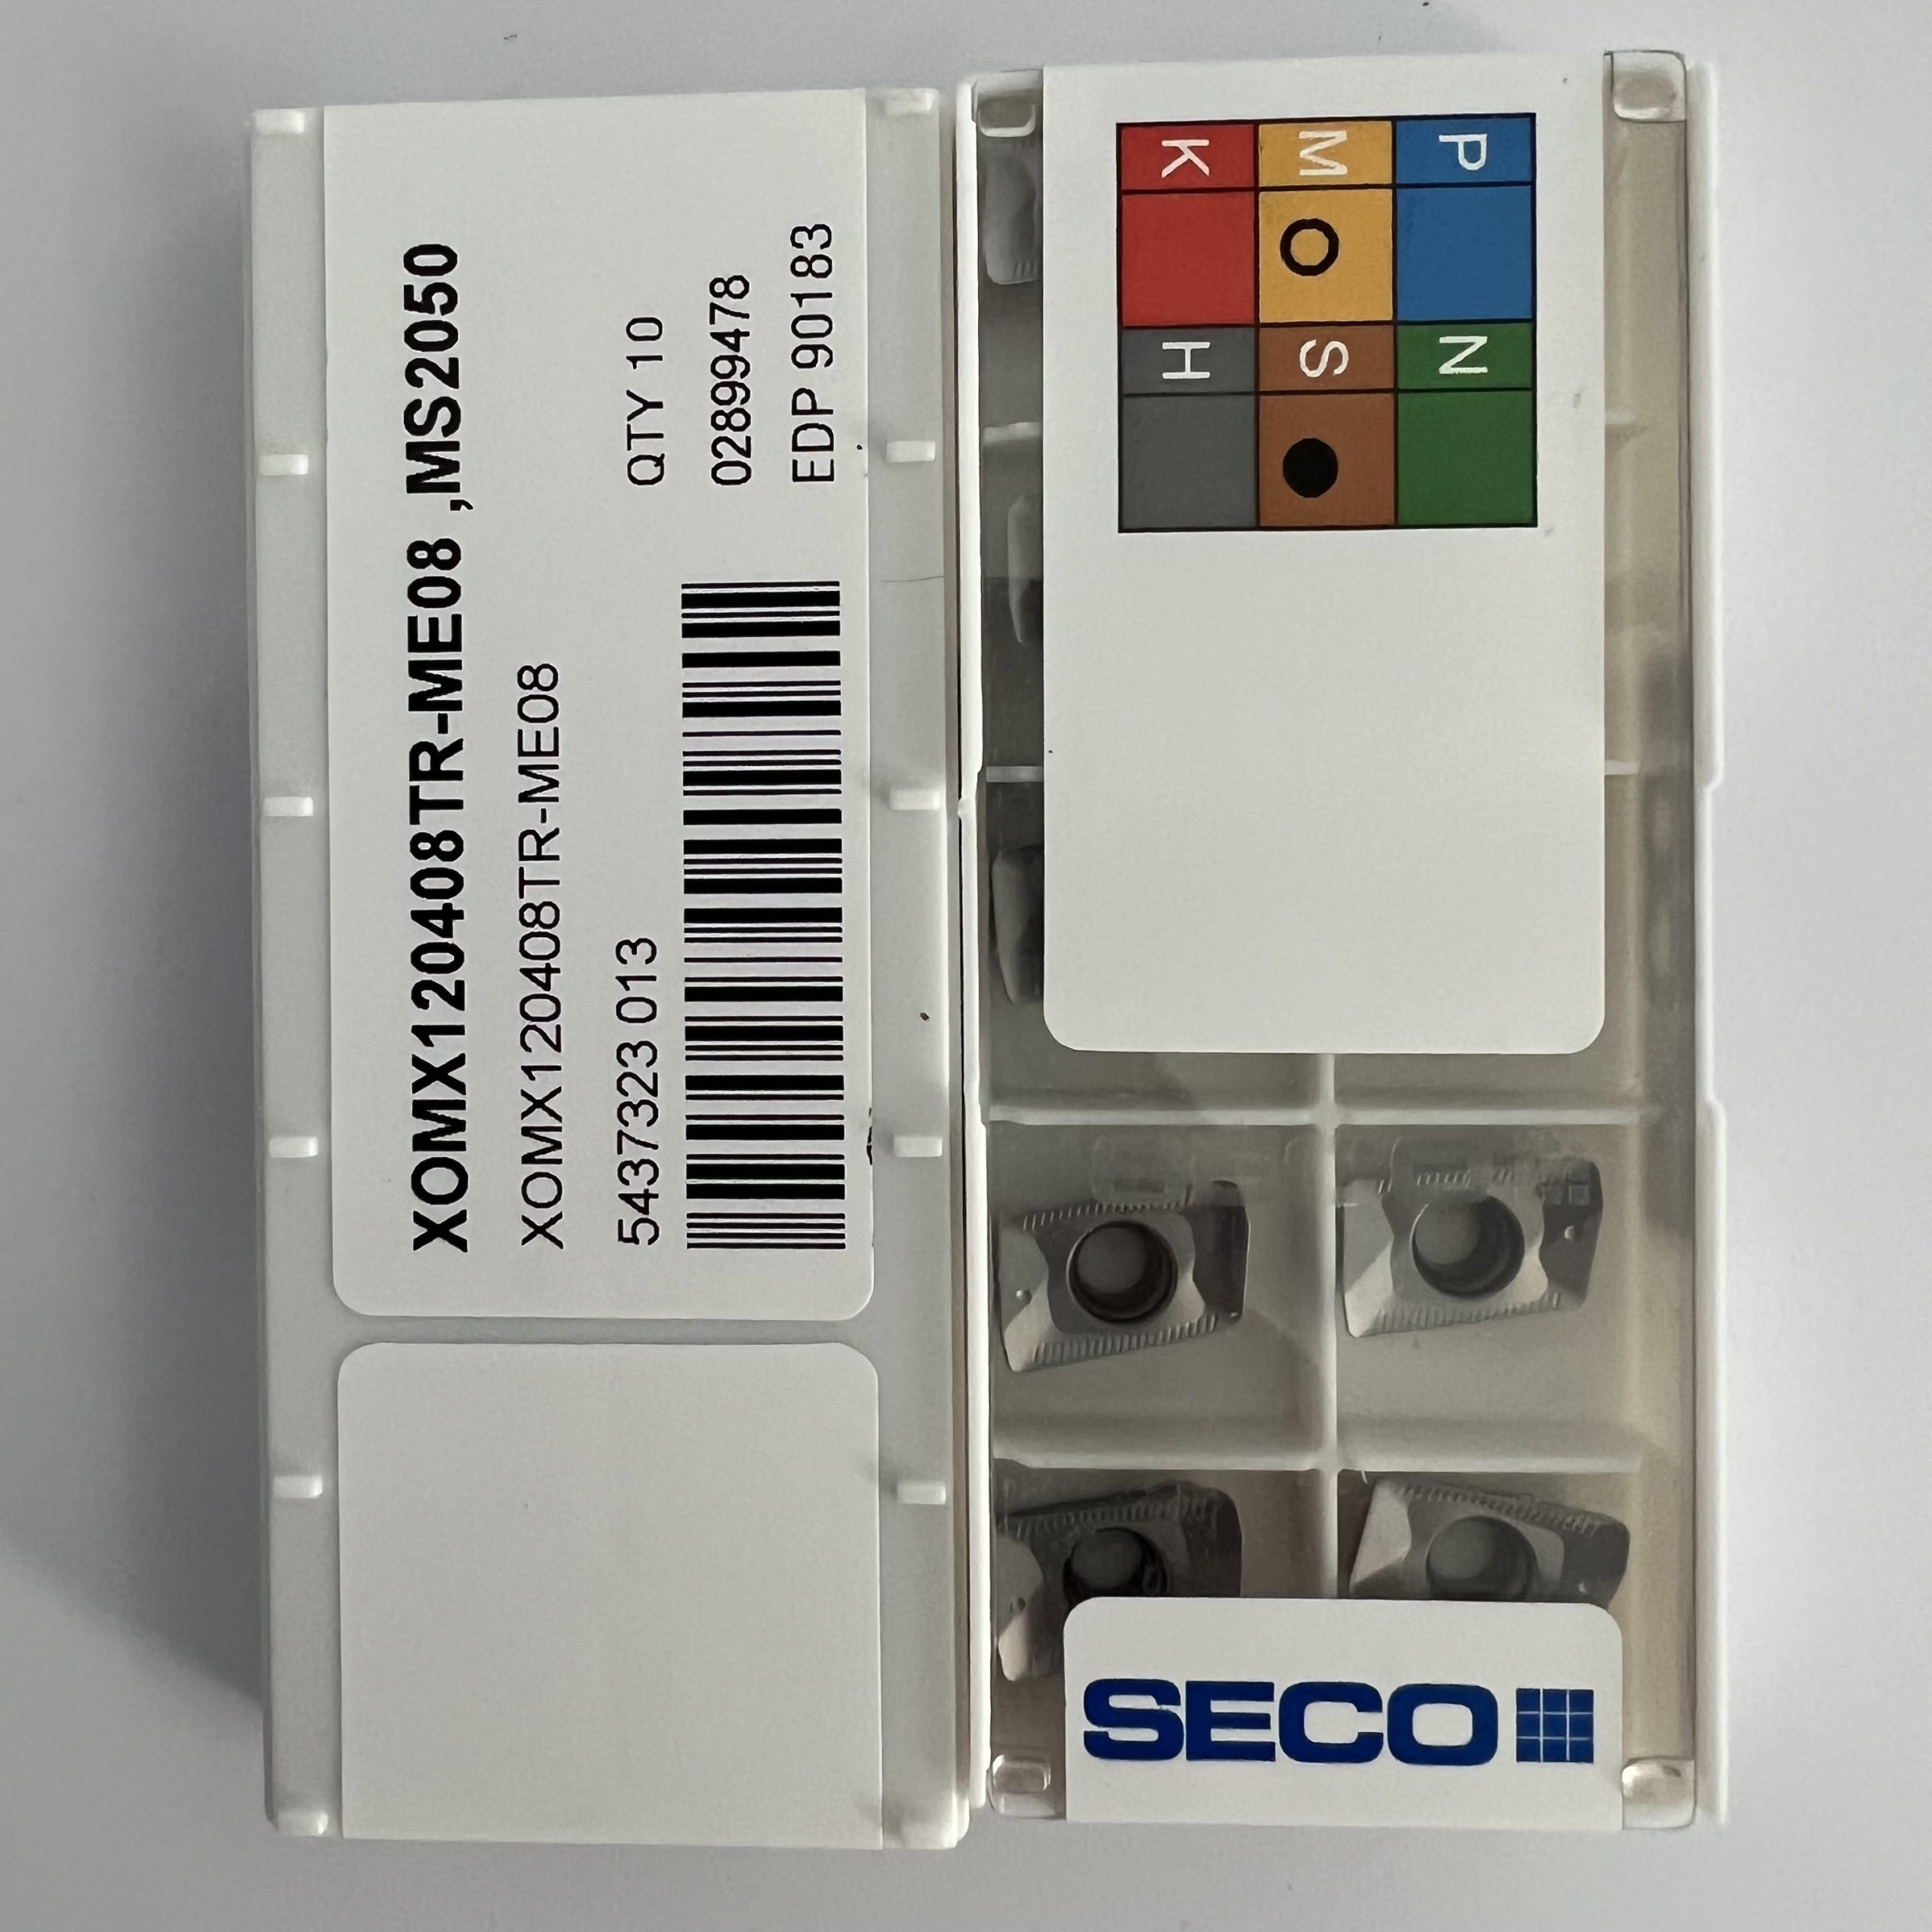 XOMX120408TR-ME08 ,MS2050
XOMX120408TR-ME08
5437323 013 QTY 10
02899478
EDP 90183
P M K
N S H
SECO